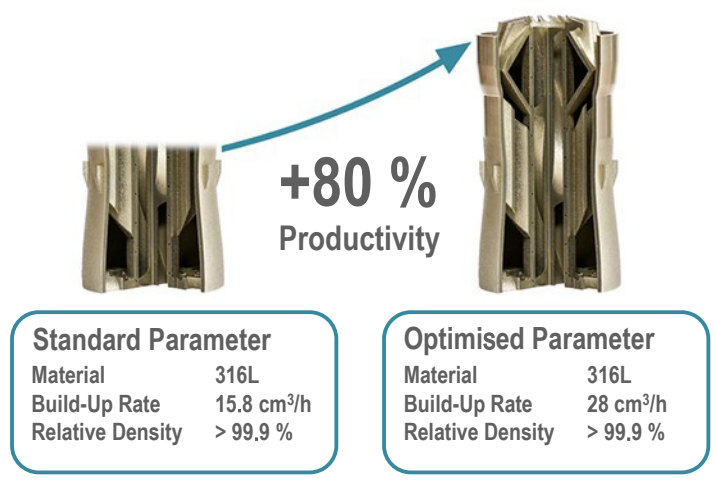 +80 %
Productivity
Standard Parameter
Material 316L
Build-Up Rate 15.8 cm³/h
Relative Density > 99.9 %
Optimised Parameter
Material 316L
Build-Up Rate 28 cm³/h
Relative Density > 99.9 %